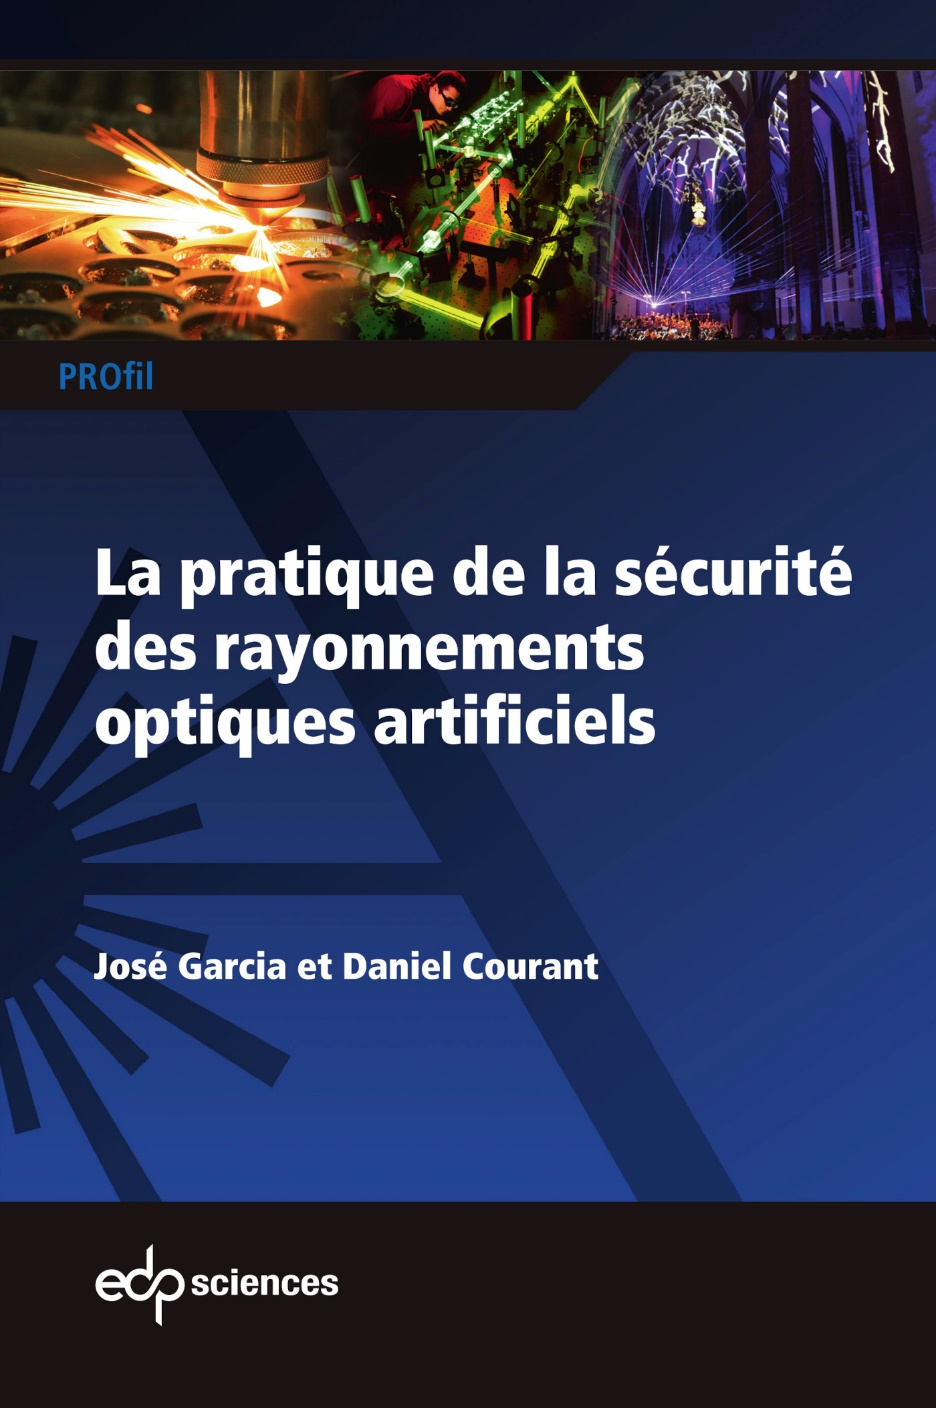 PROfil
La pratique de la sécurité
des rayonnements
optiques artificiels
José Garcia et Daniel Courant
edp sciences